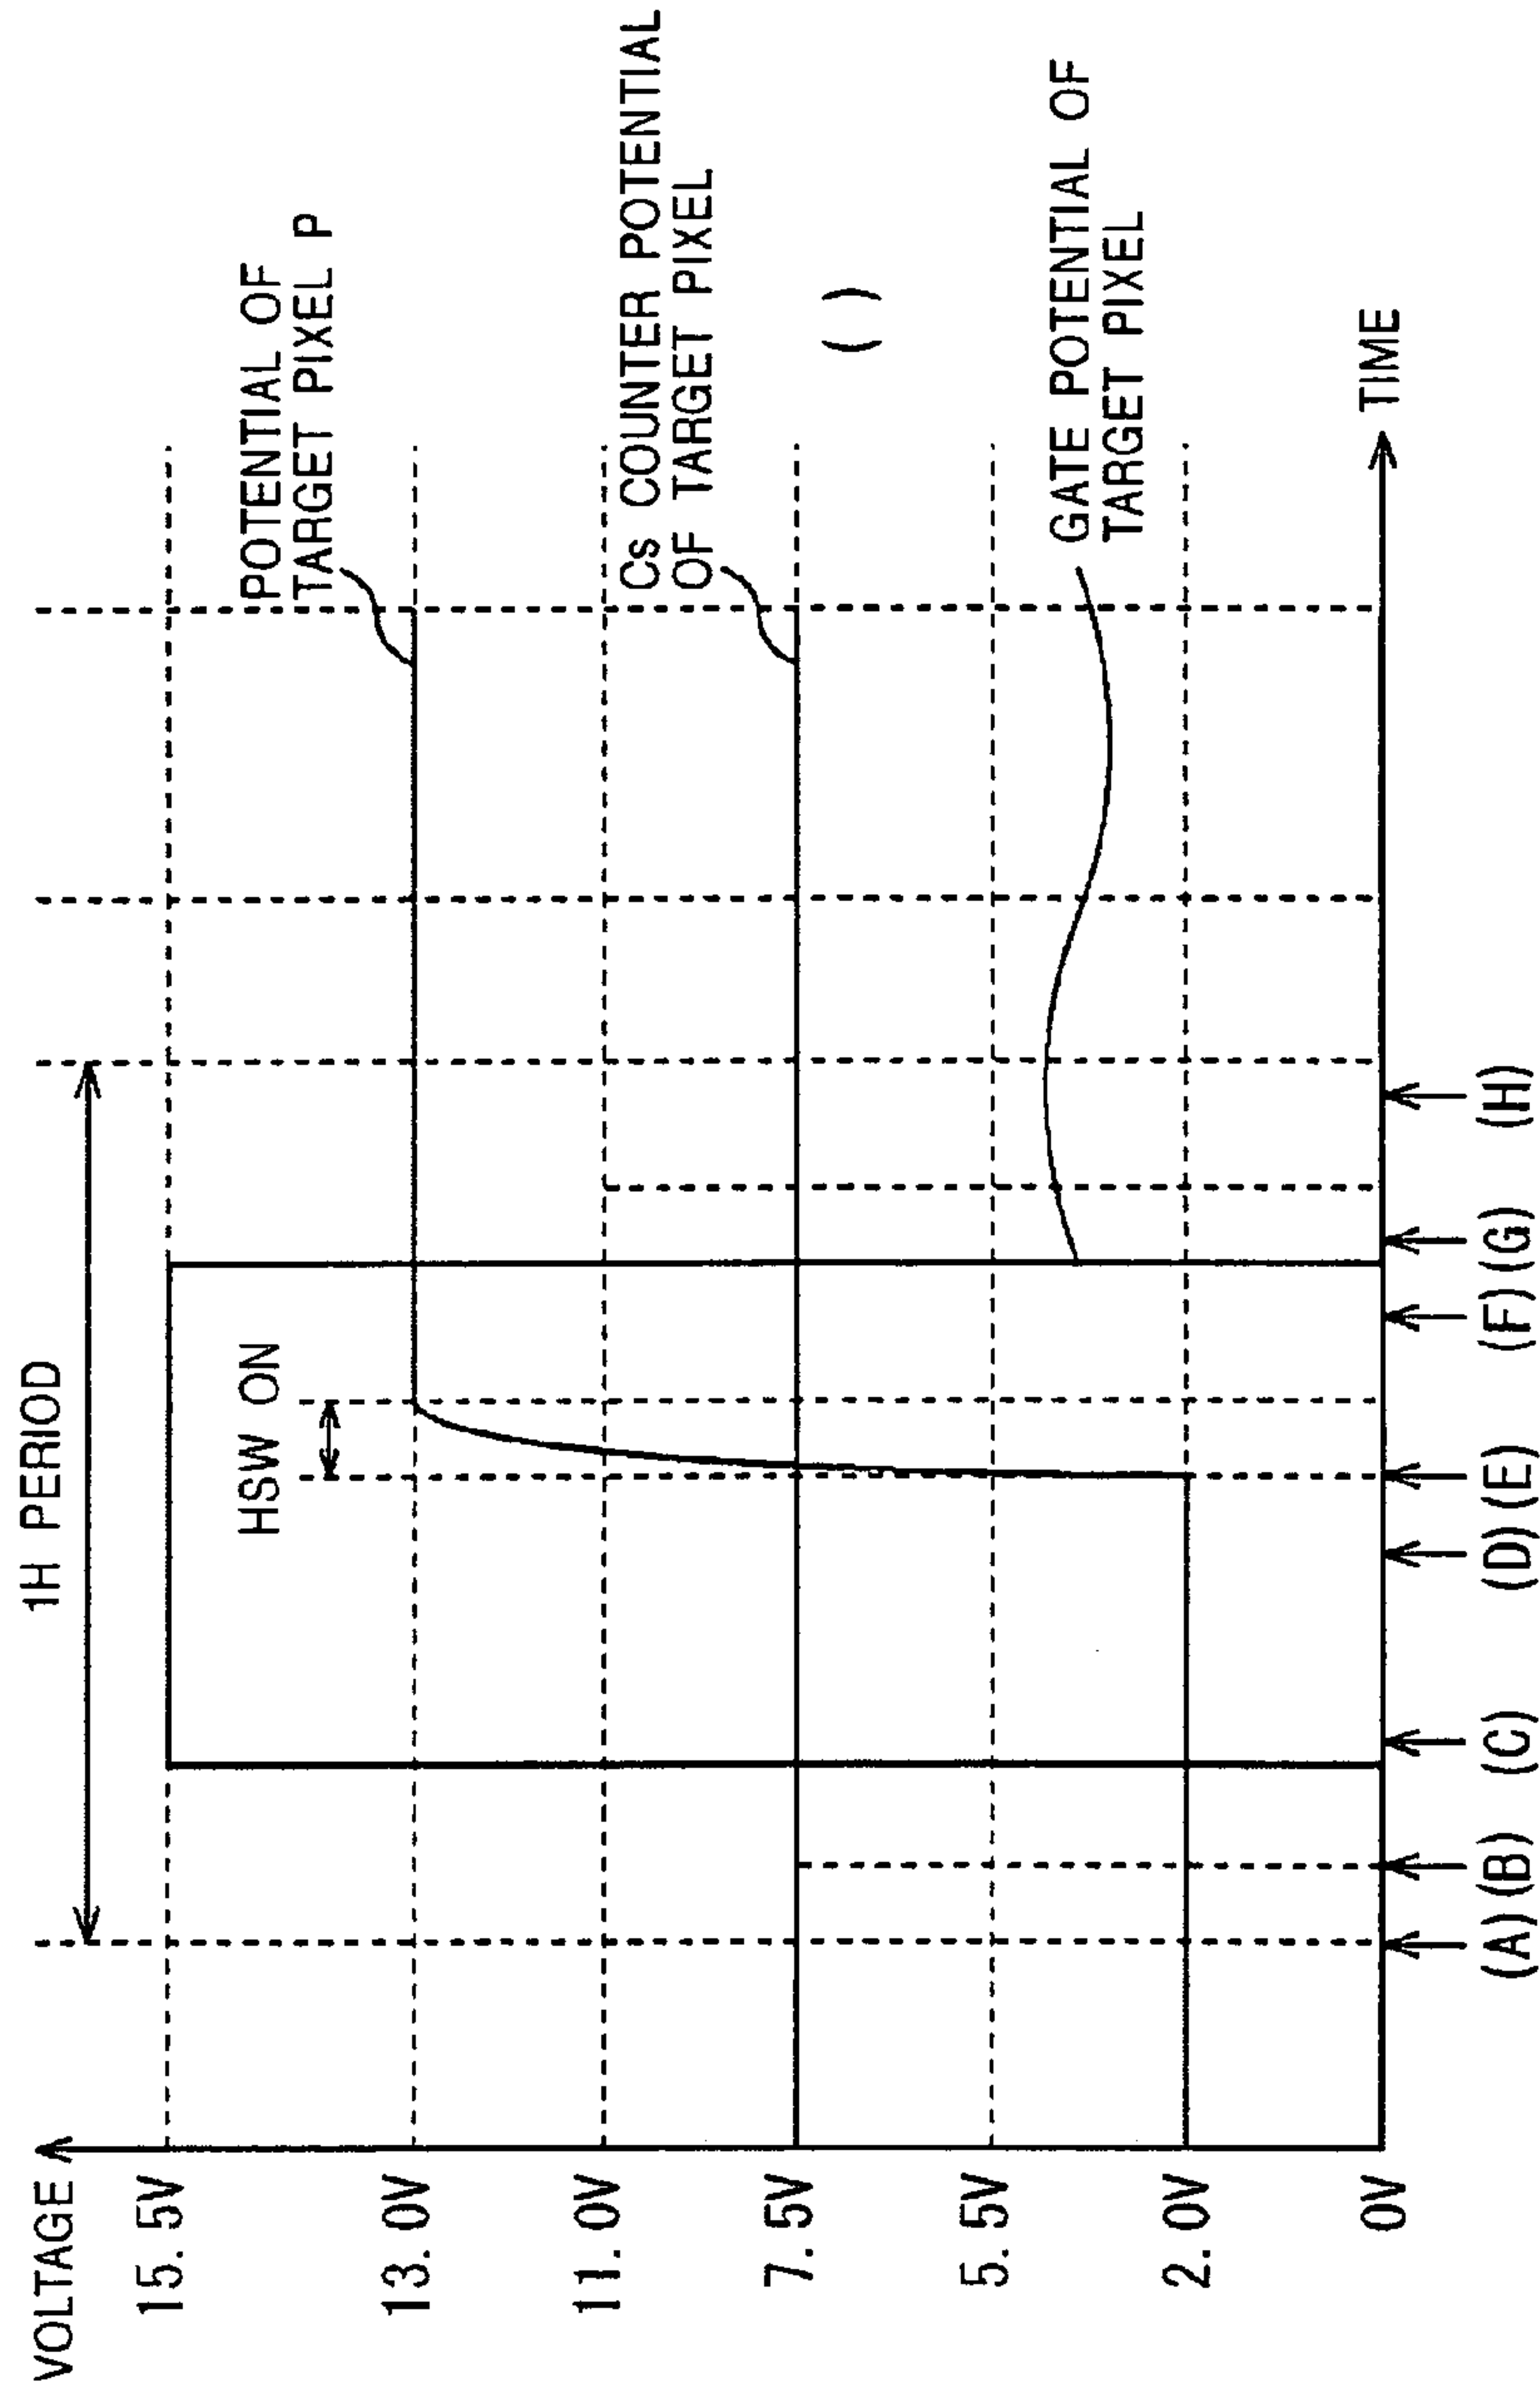 VOLTAGE
15. 5V
13. 0V
11. 0V
7. 5V
5. 5V
2. 0V
0V
1H PERIOD
HSW ON
POTENTIAL OF
TARGET PIXEL P
Cs COUNTER POTENTIAL
OF TARGET PIXEL
( )
GATE POTENTIAL OF
TARGET PIXEL
TIME
(A) (B) (C) (D) (E) (F) (G) (H)